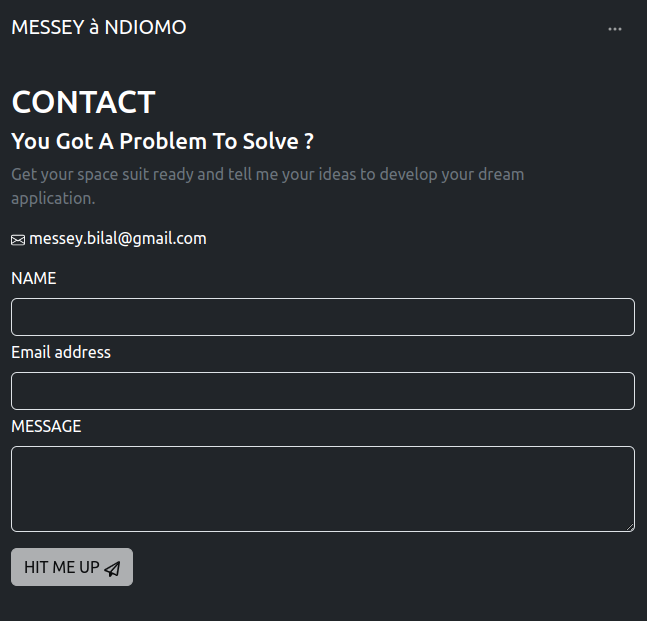 MESSEY à NDIOMO
CONTACT
You Got A Problem To Solve ?
Get your space suit ready and tell me your ideas to develop your dream
application.
messey.bilal@gmail.com
NAME
Email address
MESSAGE
HIT ME UP